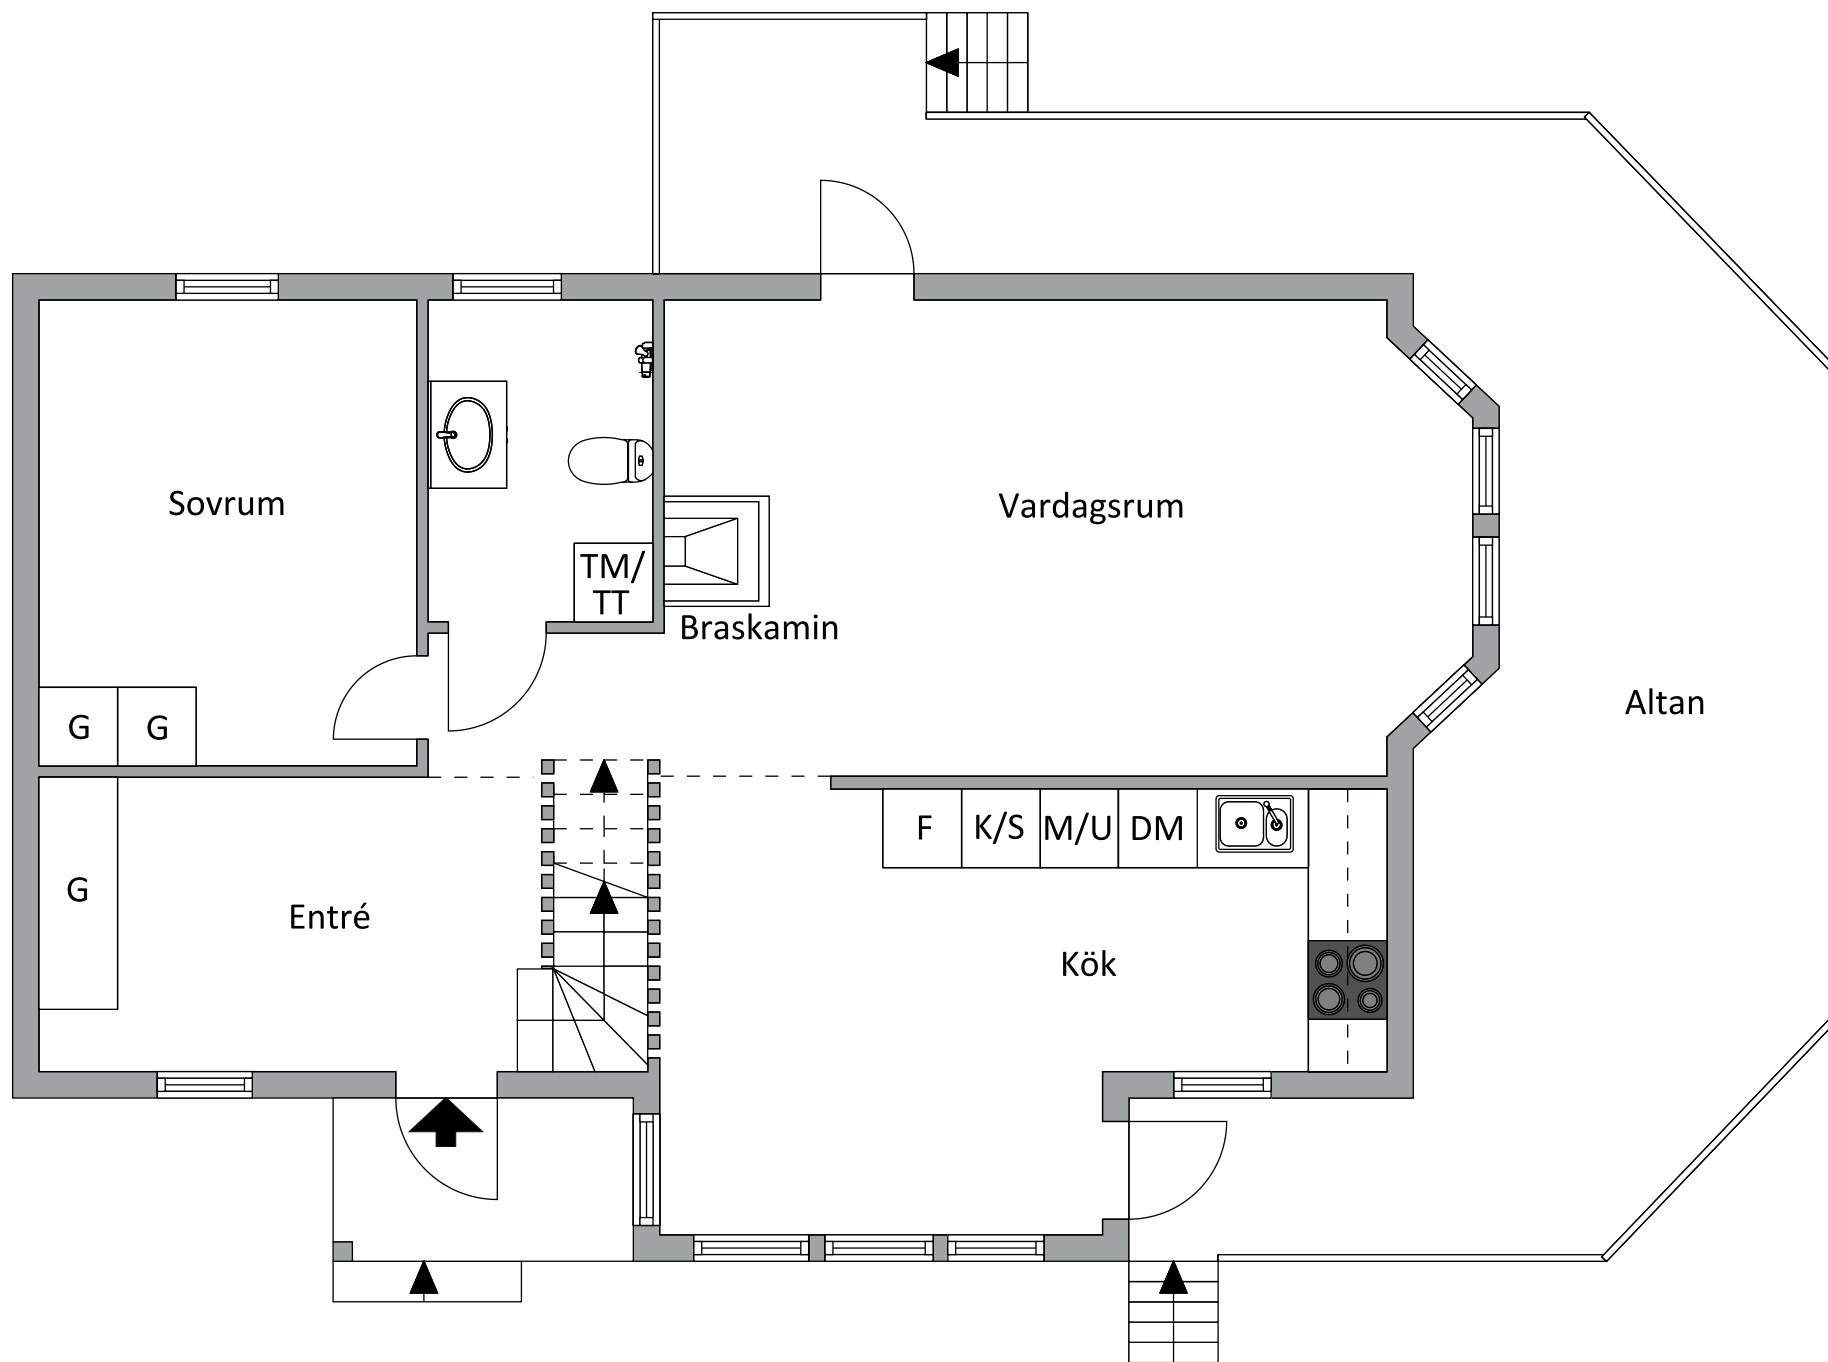 Sovrum
Vardagsrum
TM/
TT
Braskamin
Altan
G
G
F
K/S
M/U
DM
G
Entré
Kök